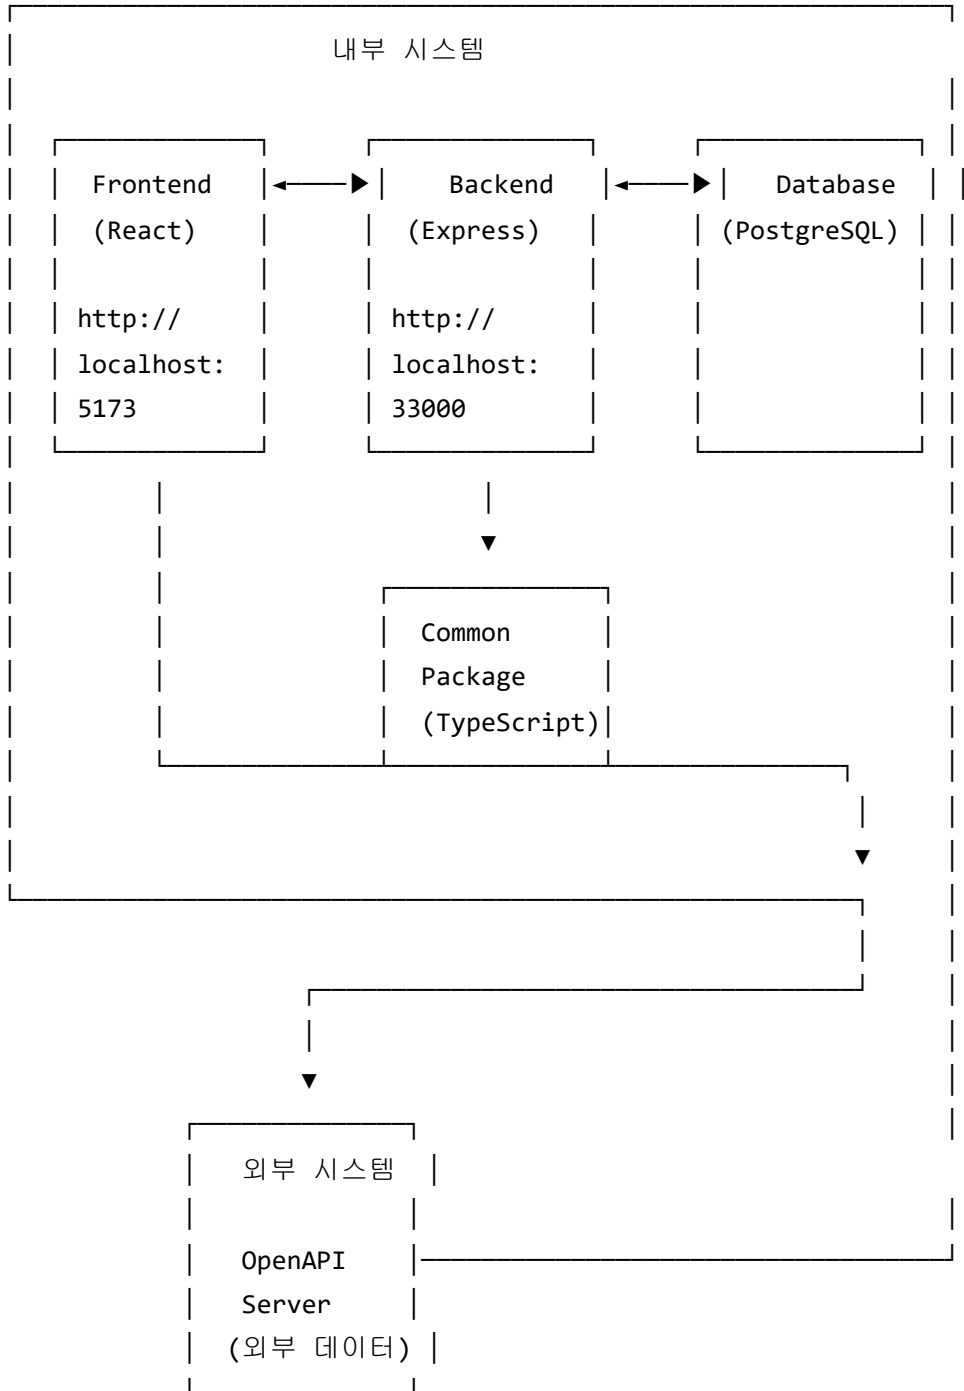 내부 시스템
Frontend Backend Database
(React) (Express) (PostgreSQL)
http:// http://
localhost: localhost:
5173 33000
Common
Package
(TypeScript)
외부 시스템
OpenAPI
Server
(외부 데이터)